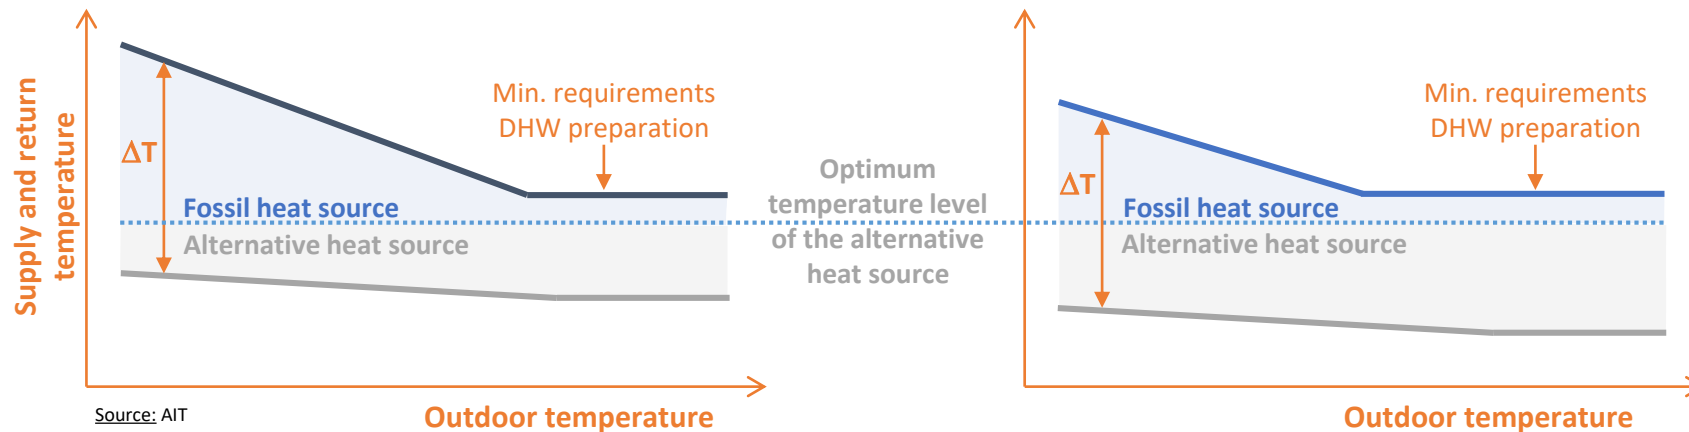 Supply and return
temperature
ΔT
Min. requirements
DHW preparation
Fossil heat source
Alternative heat source
Outdoor temperature
Source: AIT
Optimum
temperature level
of the alternative
heat source
Min. requirements
DHW preparation
ΔT
Fossil heat source
Alternative heat source
Outdoor temperature